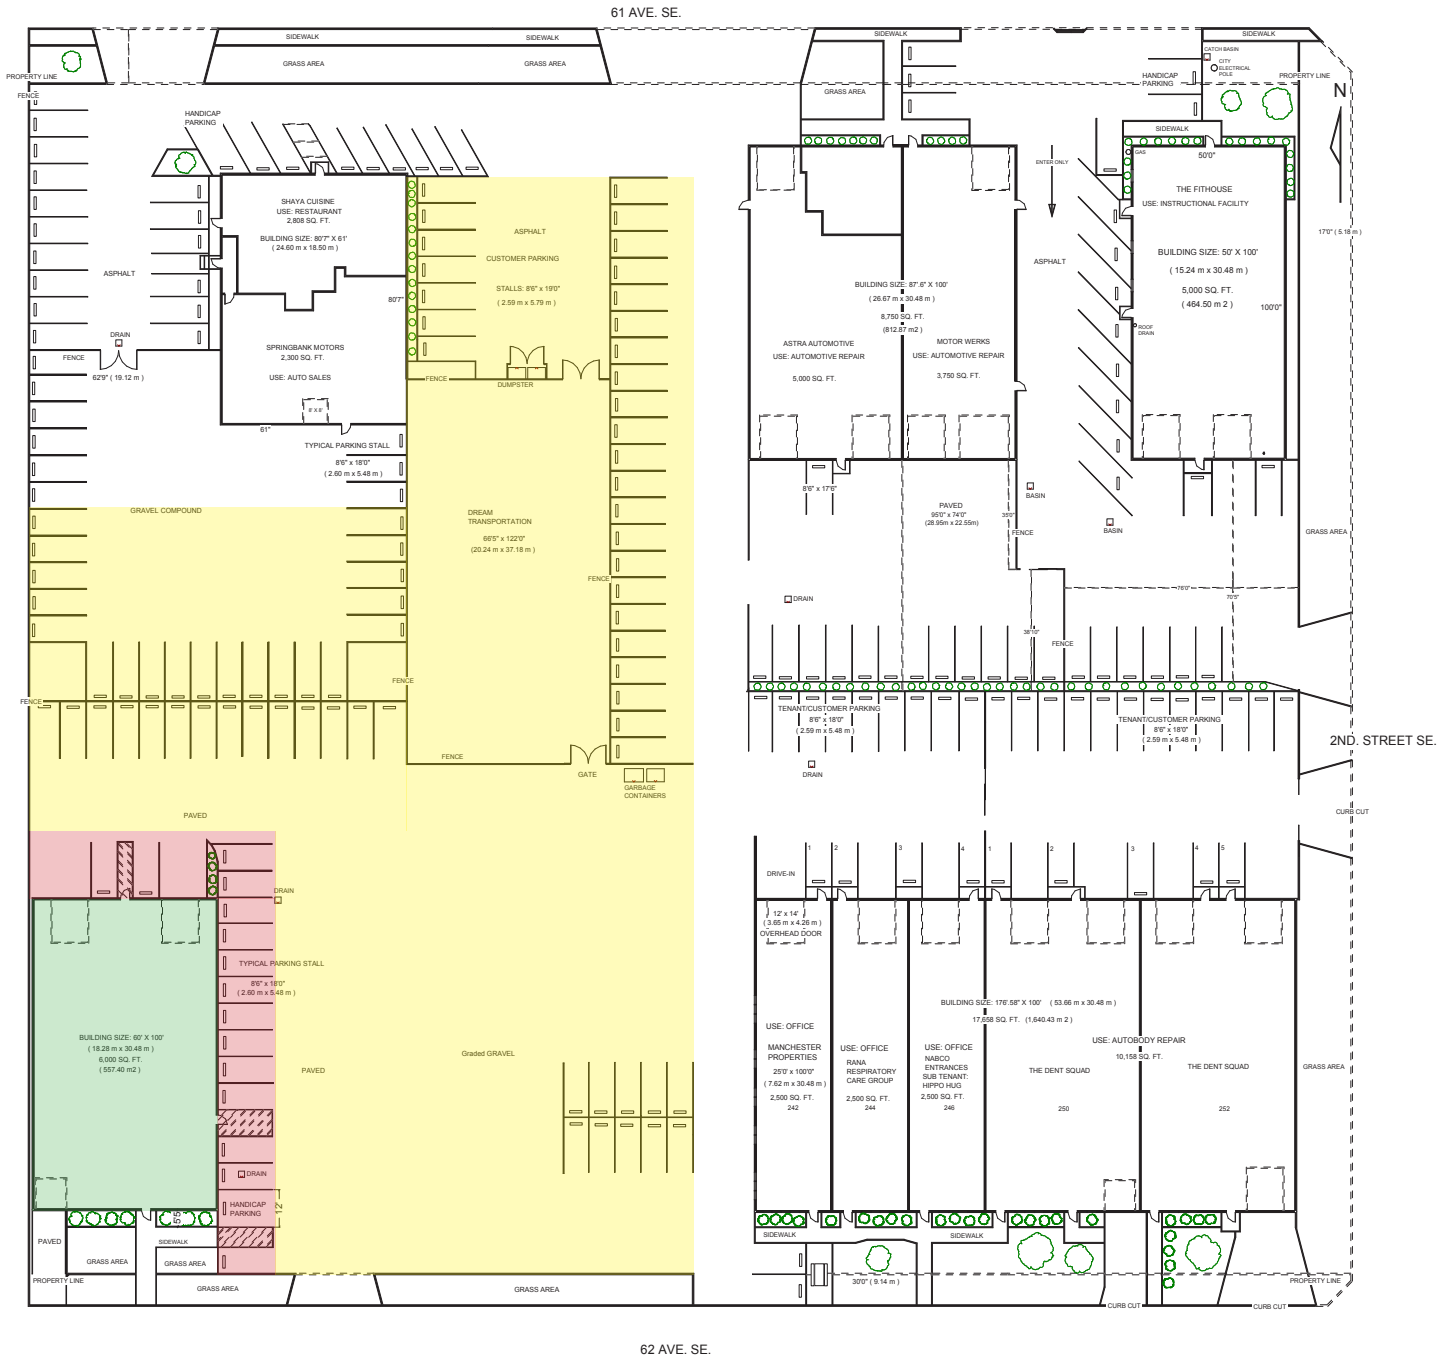 61 AVE. SE.
SIDEWALK
SIDEWALK
GRASS AREA
GRASS AREA
PROPERTY LINE
FENCE
HANDICAP
PARKING
SIDEWALK
GRASS AREA
SIDEWALK
CATCH BASIN
CITY
ELECTRICAL
POLE
HANDICAP
PARKING
PROPERTY LINE
N
SIDEWALK
GAS
50'0"
ENTER ONLY
THE FITHOUSE
USE: INSTRUCTIONAL FACILITY
17'0" ( 5.18 m )
BUILDING SIZE: 50' X 100'
( 15.24 m x 30.48 m )
5,000 SQ. FT.
( 464.50 m 2 )
100'0"
ROOF
DRAIN
ASPHALT
SHAYA CUISINE
USE: RESTAURANT
2,808 SQ. FT.
BUILDING SIZE: 80'7" X 61'
( 24.60 m x 18.50 m )
ASPHALT
80'7"
DRAIN
FENCE
62'9" ( 19.12 m )
SPRINGBANK MOTORS
2,300 SQ. FT.
USE: AUTO SALES
8' X 8'
61"
ASPHALT
CUSTOMER PARKING
STALLS: 8'6" x 19'0"
( 2.59 m x 5.79 m )
FENCE
DUMPSTER
BUILDING SIZE: 87'.6" X 100'
( 26.67 m x 30.48 m )
8,750 SQ. FT.
(812.87 m2 )
ASTRA AUTOMOTIVE
USE: AUTOMOTIVE REPAIR
5,000 SQ. FT.
MOTOR WERKS
USE: AUTOMOTIVE REPAIR
3,750 SQ. FT.
TYPICAL PARKING STALL
8'6" x 18'0"
( 2.60 m x 5.48 m )
GRAVEL COMPOUND
DREAM
TRANSPORTATION
66'5" x 122'0"
(20.24 m x 37.18 m )
FENCE
8'6" x 17'6"
PAVED
95'0" x 74'0"
(28.95m x 22.55m)
35'0"
BASIN
FENCE
BASIN
GRASS AREA
DRAIN
76'0"
70'5"
38'10"
FENCE
FENCE
FENCE
TENANT/CUSTOMER PARKING
8'6" x 18'0"
( 2.59 m x 5.48 m )
TENANT/CUSTOMER PARKING
8'6" x 18'0"
( 2.59 m x 5.48 m )
2ND. STREET SE.
DRAIN
FENCE
GATE
GARBAGE
CONTAINERS
PAVED
CURB CUT
1
2
3
4
1
2
3
4
5
DRIVE-IN
DRAIN
12' x 14'
( 3.65 m x 4.26 m )
OVERHEAD DOOR
TYPICAL PARKING STALL
8'6" x 18'0"
( 2.60 m x 5.48 m )
BUILDING SIZE: 60' X 100'
( 18.28 m x 30.48 m )
6,000 SQ. FT.
( 557.40 m2 )
PAVED
Graded GRAVEL
BUILDING SIZE: 176'.58" X 100' ( 53.66 m x 30.48 m )
17,658 SQ. FT. (1,640.43 m 2 )
USE: OFFICE
MANCHESTER
PROPERTIES
25'0' x 100'0"
( 7.62 m x 30.48 m )
2,500 SQ. FT.
242
USE: OFFICE
RANA
RESPIRATORY
CARE GROUP
2,500 SQ. FT.
244
USE: OFFICE
NABCO
ENTRANCES
SUB TENANT:
HIPPO HUG
2,500 SQ. FT.
246
USE: AUTOBODY REPAIR
10,158 SQ. FT.
THE DENT SQUAD
250
THE DENT SQUAD
252
GRASS AREA
DRAIN
HANDICAP
PARKING
12'
5'5"
PAVED
SIDEWALK
GRASS AREA
GRASS AREA
PROPERTY LINE
GRASS AREA
GRASS AREA
SIDEWALK
SIDEWALK
30'0" ( 9.14 m )
PROPERTY LINE
CURB CUT
CURB CUT
62 AVE. SE.